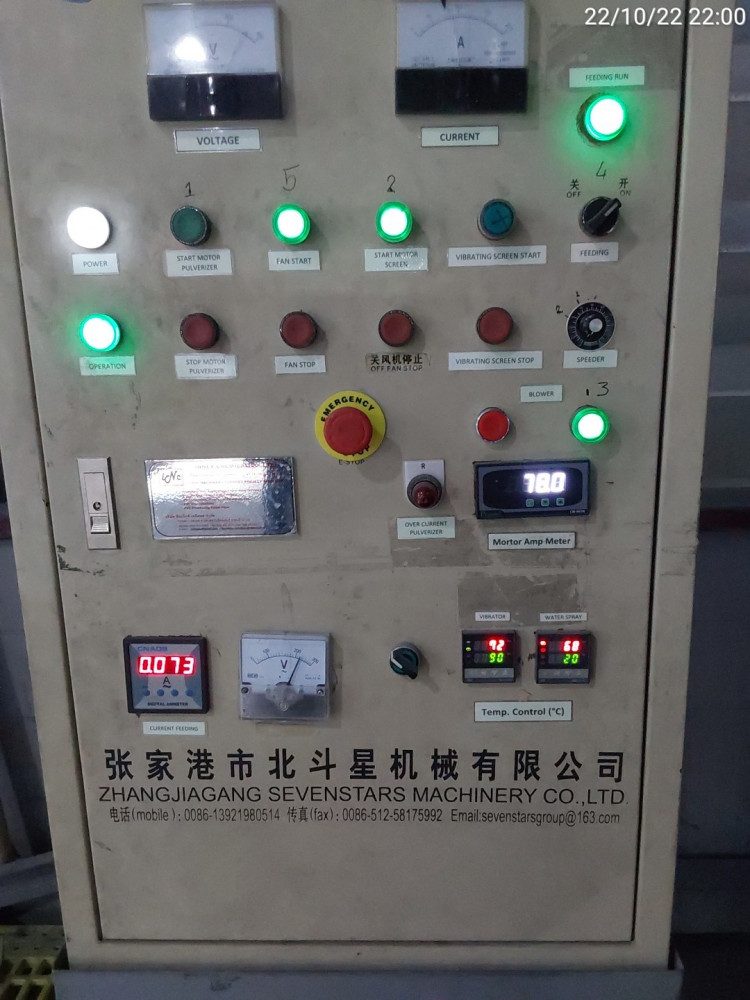 22/10/22 22:00
A
FEEDING RUN
VOLTAGE
CURRENT
1
5
2
4
关
开
OFF
ON
POWER
START MOTOR
PULVERIZER
FAN START
START MOTOR
SCREEN
VIBRATING SCREEN START
FEEDING
OPERATION
STOP MOTOR
PULVERIZER
FAN STOP
关风机停止
OFF FAN STOP
VIBRATING SCREEN STOP
SPEEDER
BLOWER
3
EMERGENCY
STOP
E-STOP
R
OVER CURRENT
PULVERIZER
78.0
Mortor Amp Meter
VIBRATOR
WATER SPRAY
0.073
A
DIGITAL AMMETER
CURRENT FEEDING
V
72
90
68
20
Temp. Control (°C)
张家港市北斗星机械有限公司
ZHANGJIAGANG SEVENSTARS MACHINERY CO.,LTD.
电话(mobile): 0086-13921980514 传真(fax): 0086-512-58175992 Email:sevenstarsgroup@163.com